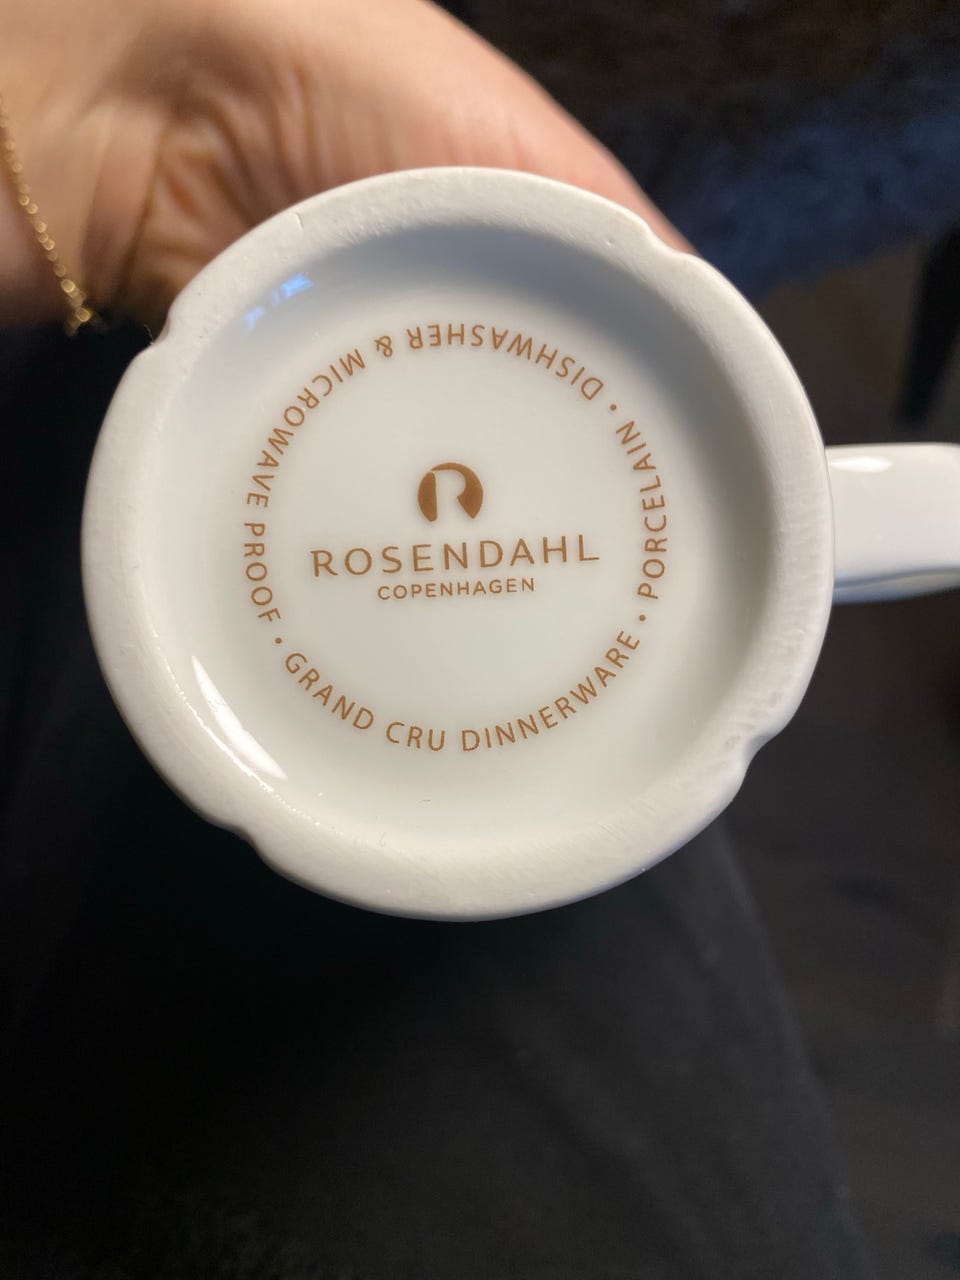 R
ROSENDAHL
COPENHAGEN
GRAND CRU DINNERWARE • PORCELAIN • DISHWASHER & MICROWAVE PROOF •